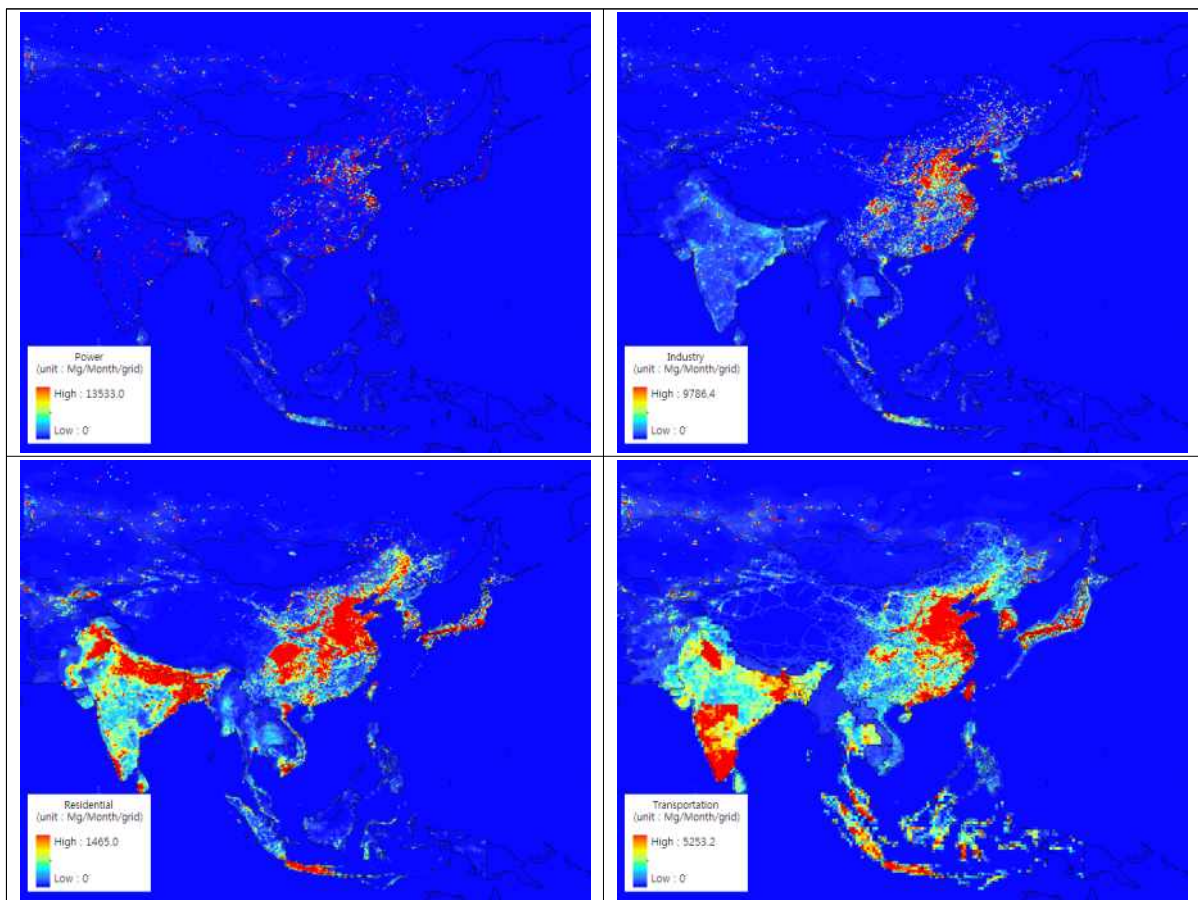 Power
(unit : Mg/Month/grid)
High : 13533.0
Low : 0
Industry
(unit : Mg/Month/grid)
High : 9786.4
Low : 0
Residential
(unit : Mg/Month/grid)
High : 1465.0
Low : 0
Transportation
(unit : Mg/Month/grid)
High : 5253.2
Low : 0